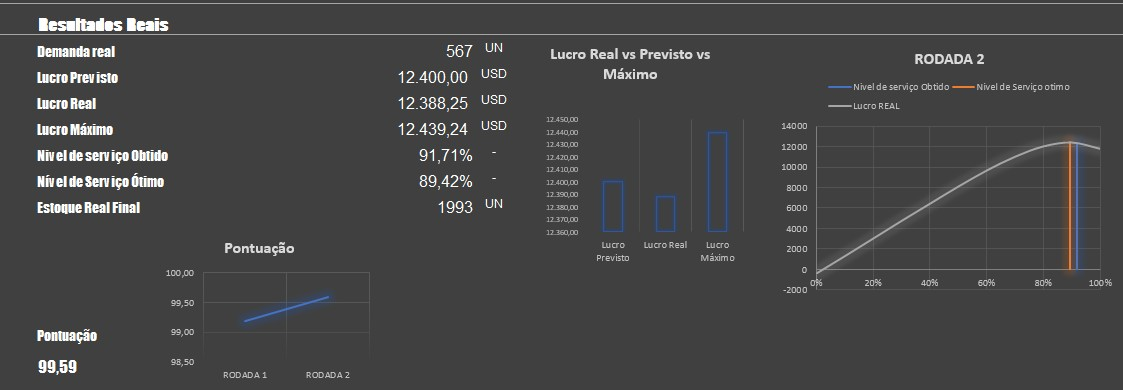 Resultados Reais
Demanda real 567 UN
Lucro Previsto 12.400,00 USD
Lucro Real 12.388,25 USD
Lucro Máximo 12.439,24 USD
Nivel de serviço Obtido 91,71% -
Nível de Serviço Ótimo 89,42% -
Estoque Real Final 1993 UN
Lucro Real vs Previsto vs
Máximo
12.450,00
12.440,00
12.430,00
12.420,00
12.410,00
12.400,00
12.390,00
12.380,00
12.370,00
12.360,00
Lucro Previsto
Lucro Real
Lucro Máximo
RODADA 2
Nivel de serviço Obtido
Nivel de Serviço otimo
Lucro REAL
14000
12000
10000
8000
6000
4000
2000
0
-2000
0% 20% 40% 60% 80% 100%
Pontuação
100,00
99,50
99,00
98,50
RODADA 1 RODADA 2
Pontuação
99,59